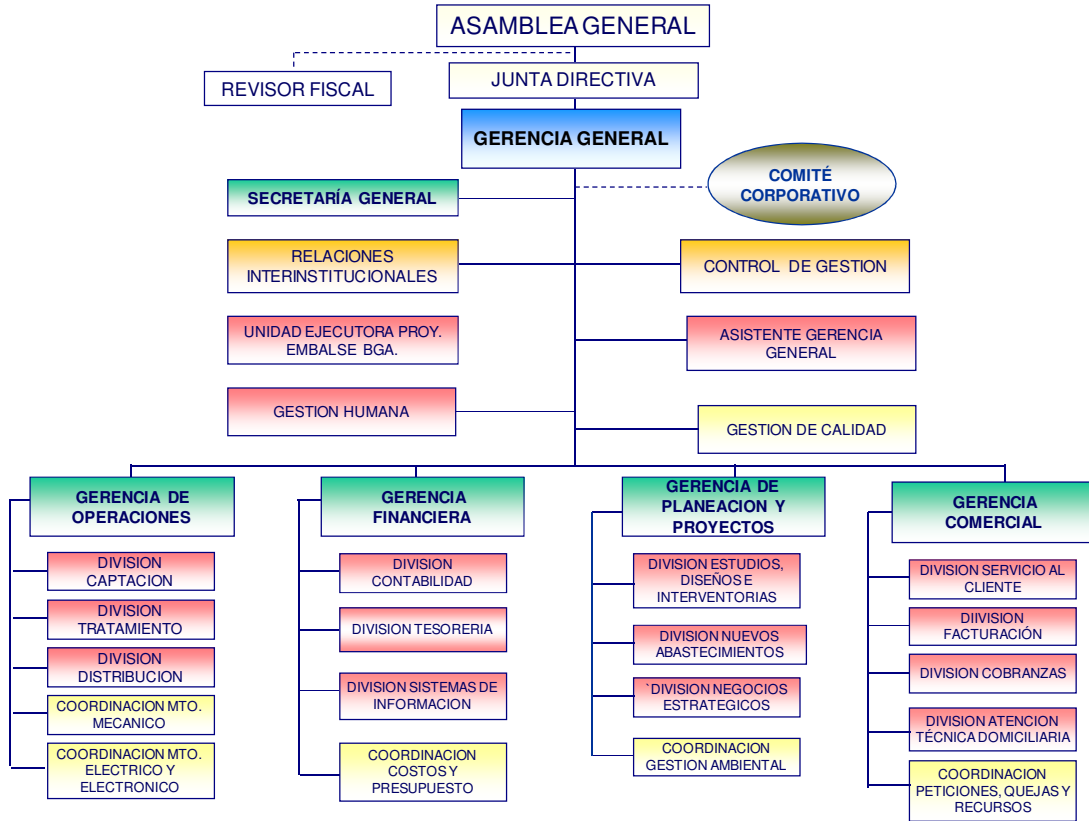 ASAMBLEA GENERAL
REVISOR FISCAL
JUNTA DIRECTIVA
GERENCIA GENERAL
COMITÉ
CORPORATIVO
SECRETARÍA GENERAL
RELACIONES
INTERINSTITUCIONALES
CONTROL DE GESTION
UNIDAD EJECUTORA PROY.
EMBALSE BGA.
ASISTENTE GERENCIA
GENERAL
GESTION HUMANA
GESTION DE CALIDAD
GERENCIA DE
OPERACIONES
DIVISION
CAPTACION
DIVISION
TRATAMIENTO
DIVISION
DISTRIBUCION
COORDINACION MTO.
MECANICO
COORDINACION MTO.
ELECTRICO Y
ELECTRONICO
GERENCIA
FINANCIERA
DIVISION
CONTABILIDAD
DIVISION TESORERIA
DIVISION SISTEMAS DE
INFORMACION
COORDINACION
COSTOS Y
PRESUPUESTO
GERENCIA DE
PLANEACION Y
PROYECTOS
DIVISION ESTUDIOS,
DISEÑOS E
INTERVENTORIAS
DIVISION NUEVOS
ABASTECIMIENTOS
`DIVISION NEGOCIOS
ESTRATEGICOS
COORDINACION
GESTION AMBIENTAL
GERENCIA
COMERCIAL
DIVISION SERVICIO AL
CLIENTE
DIVISION
FACTURACIÓN
DIVISION COBRANZAS
DIVISION ATENCION
TÉCNICA DOMICILIARIA
COORDINACION
PETICIONES, QUEJAS Y
RECURSOS